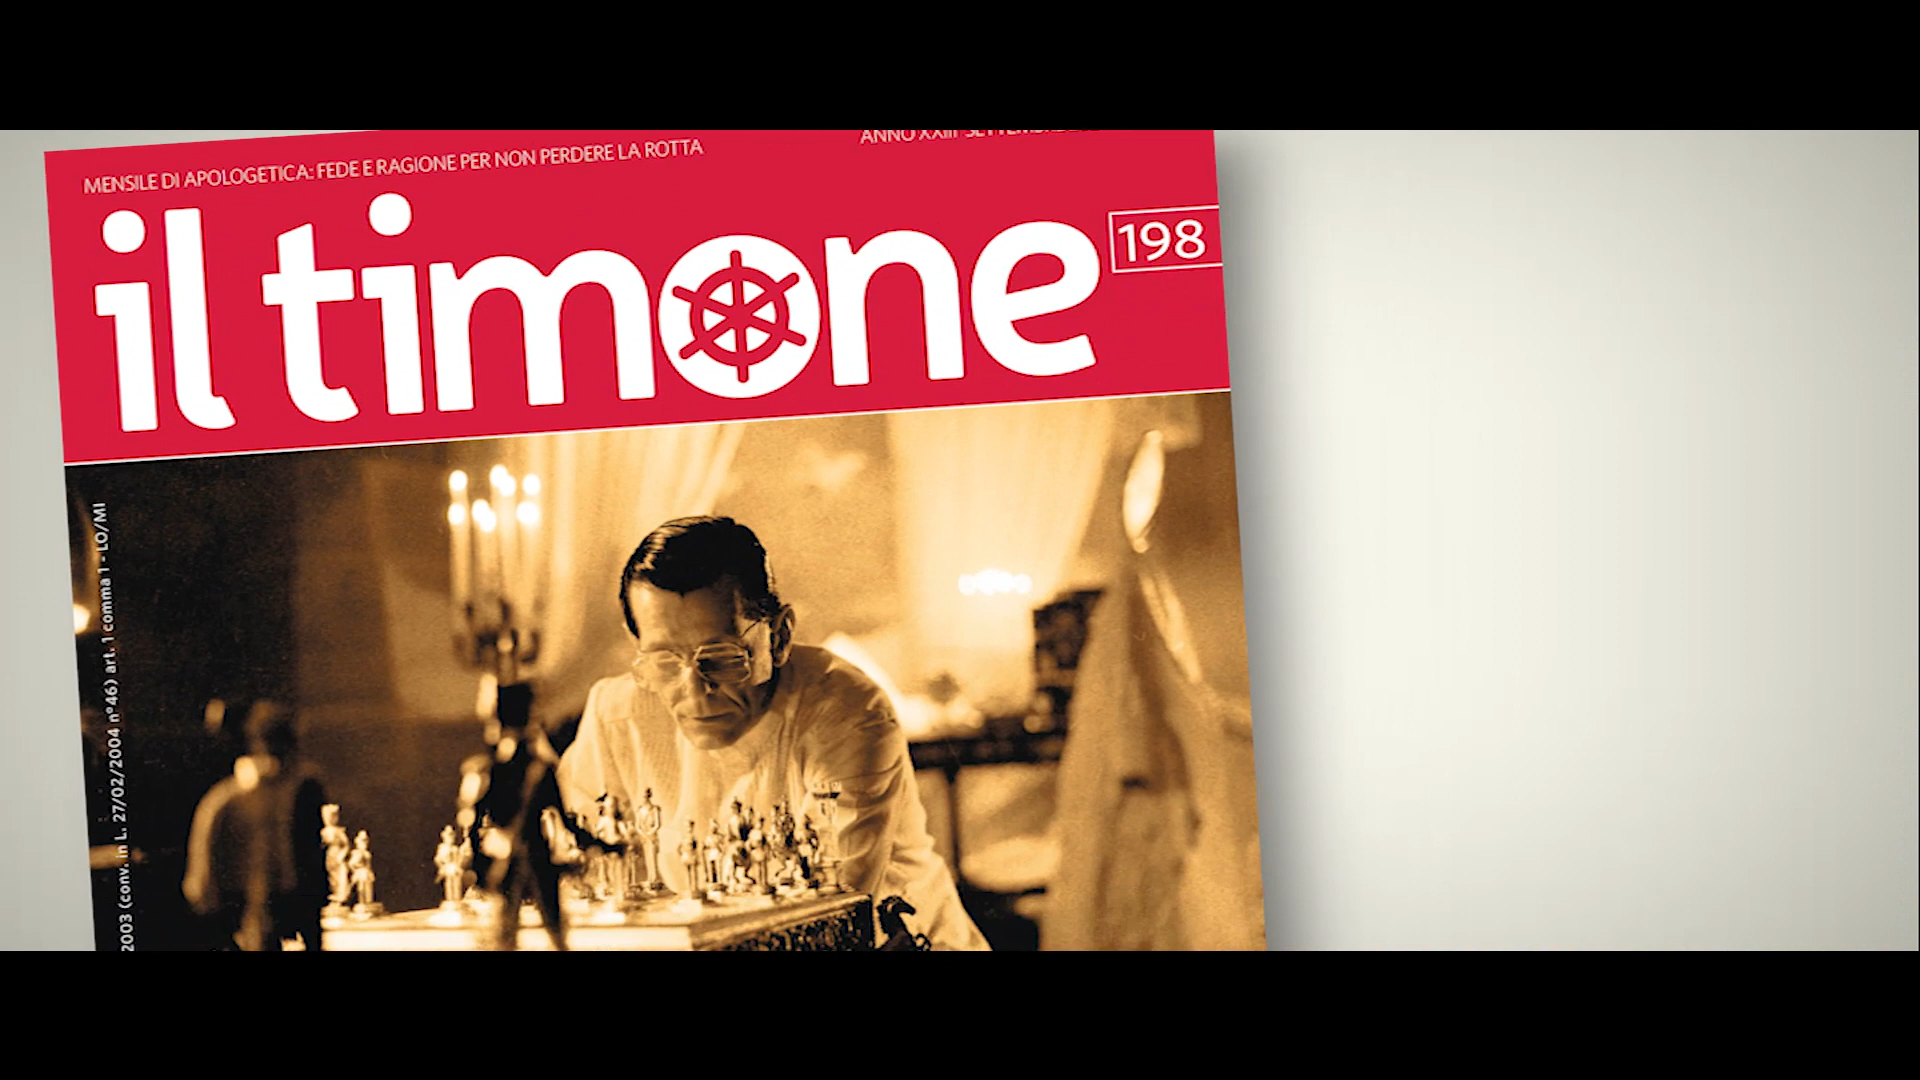 MENSILE DI APOLOGETICA: FEDE E RAGIONE PER NON PERDERE LA ROTTA
ANNO XXIII
il timone
198
2003 (conv. in L. 27/02/2004 n°46) art. 1 comma 1 - LO/MI